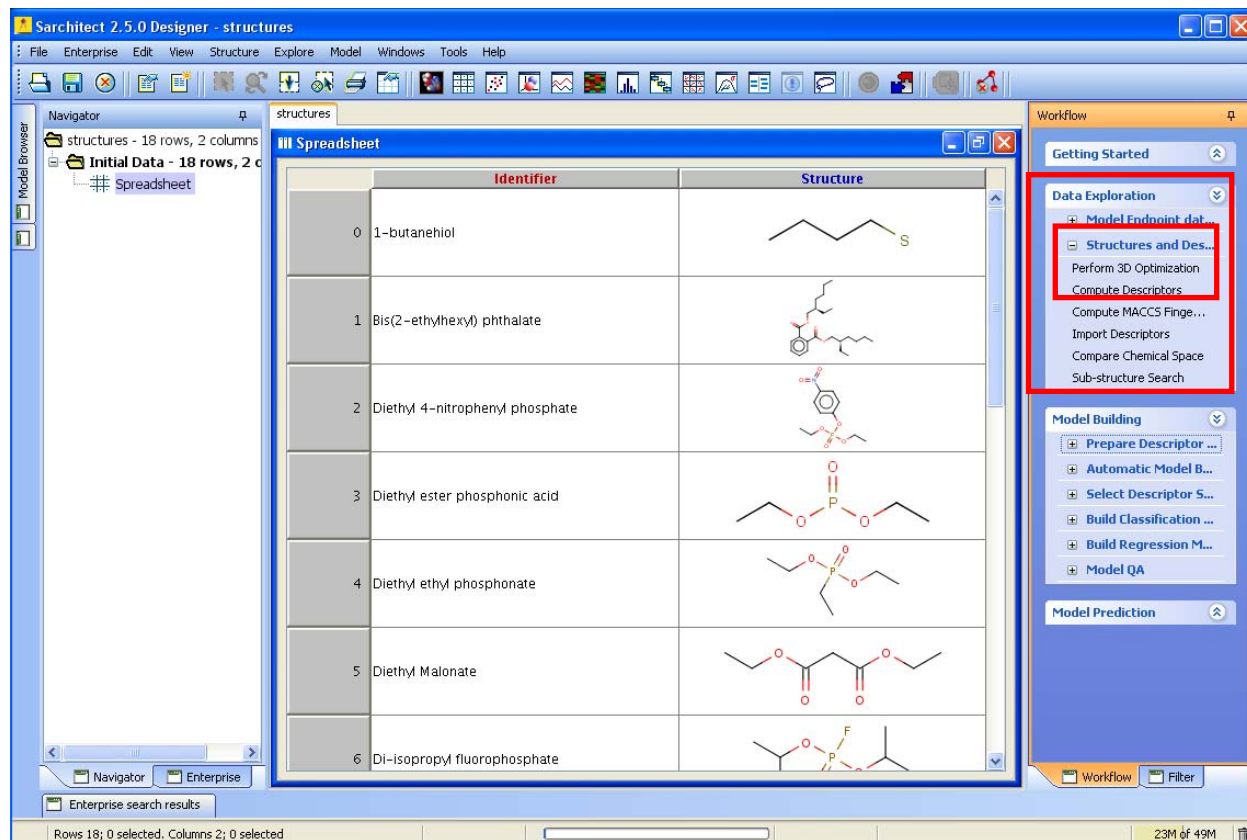 Sarchitect 2.5.0 Designer - structures
File Enterprise Edit View Structure Explore Model Windows Tools Help
Model Browser
Navigator
structures - 18 rows, 2 columns
Initial Data - 18 rows, 2 c
Spreadsheet
Navigator Enterprise
Enterprise search results
structures
Spreadsheet
Identifier Structure
0 1-butanehiol
S
1 Bis(2-ethylhexyl) phthalate
2 Diethyl 4-nitrophenyl phosphate
3 Diethyl ester phosphonic acid
O
P
O O
4 Diethyl ethyl phosphonate
5 Diethyl Malonate
O O
O O
6 Di-isopropyl fluorophosphate
F
O P O
Workflow
Getting Started
Data Exploration
Model Endpoint dat...
Structures and Des...
Perform 3D Optimization
Compute Descriptors
Compute MACCS Finge...
Import Descriptors
Compare Chemical Space
Sub-structure Search
Model Building
Prepare Descriptor ...
Automatic Model B...
Select Descriptor S...
Build Classification ...
Build Regression M...
Model QA
Model Prediction
Workflow Filter
Rows 18; 0 selected. Columns 2; 0 selected
23M of 49M